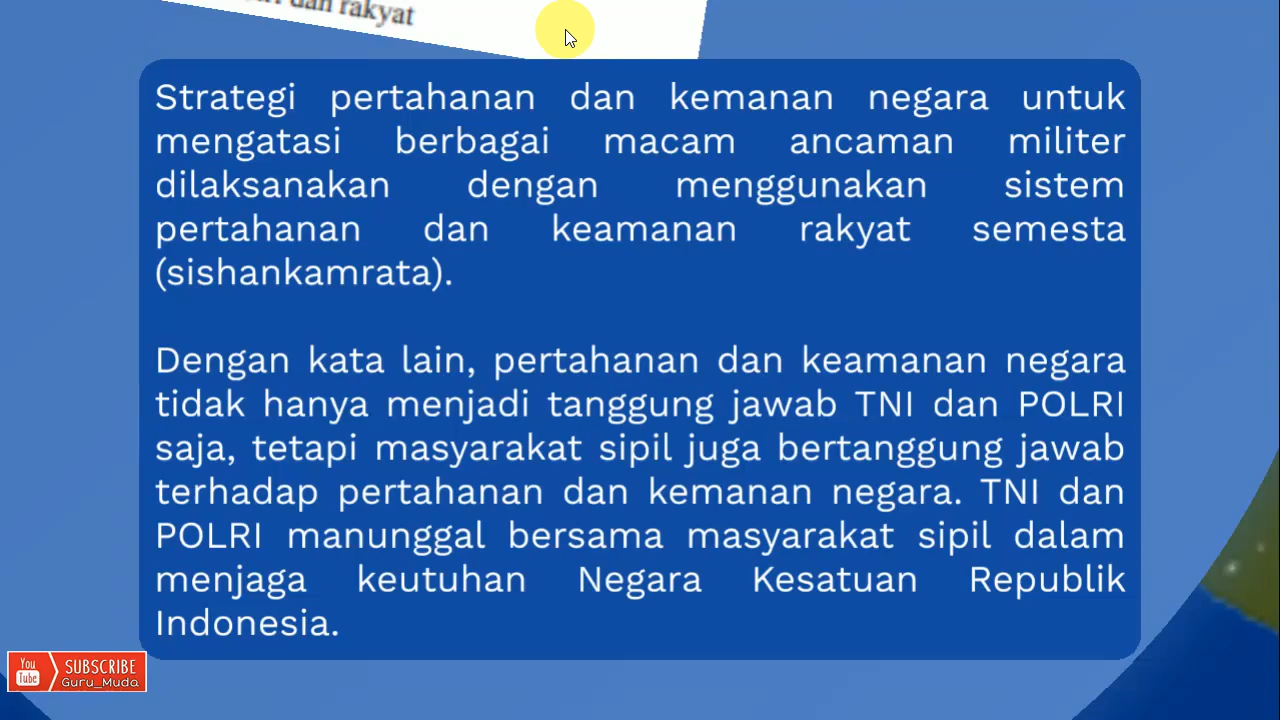 dan rakyat
Strategi pertahanan dan kemanan negara untuk
mengatasi berbagai macam ancaman militer
dilaksanakan dengan menggunakan sistem
pertahanan dan keamanan rakyat semesta
(sishankamrata).
Dengan kata lain, pertahanan dan keamanan negara
tidak hanya menjadi tanggung jawab TNI dan POLRI
saja, tetapi masyarakat sipil juga bertanggung jawab
terhadap pertahanan dan kemanan negara. TNI dan
POLRI manunggal bersama masyarakat sipil dalam
menjaga keutuhan Negara Kesatuan Republik
Indonesia.
You
Tube
SUBSCRIBE
Guru_Muda